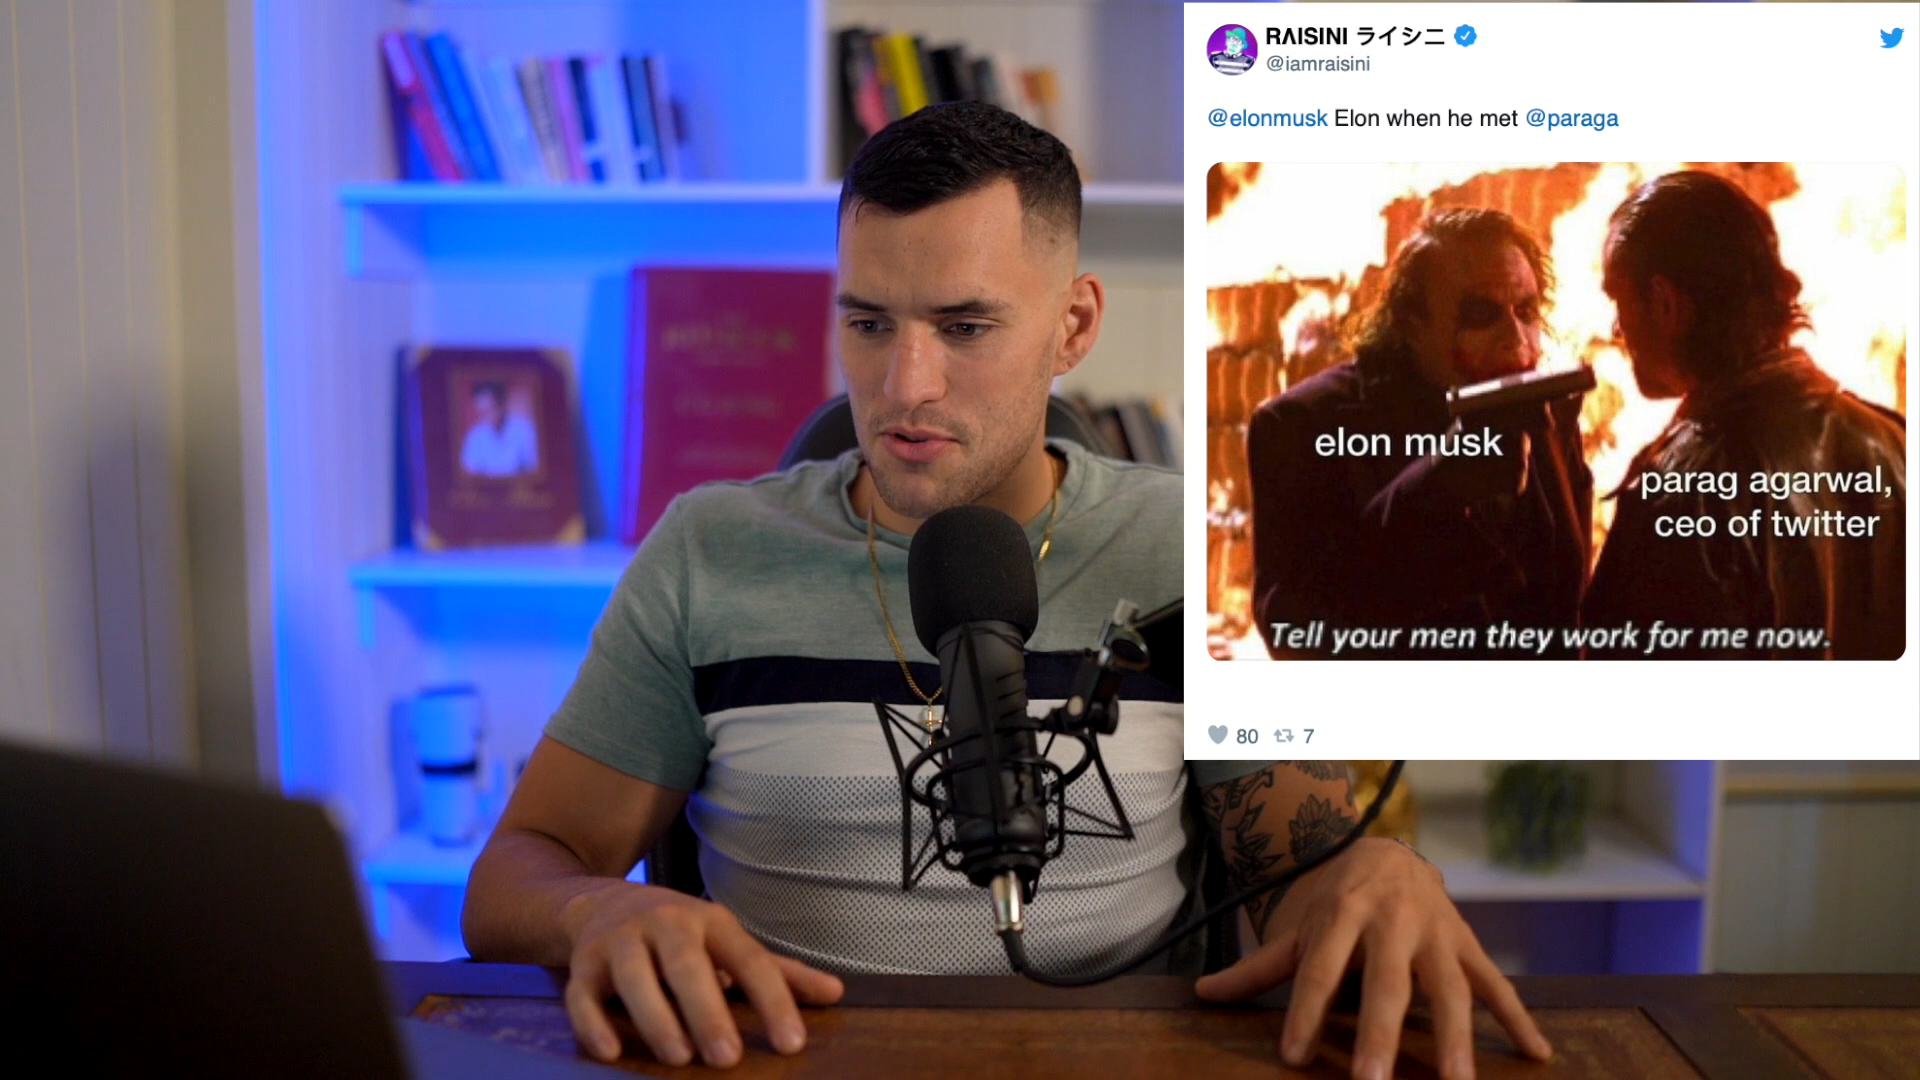 RΛISINI ライシニ
@iamraisini
@elonmusk Elon when he met @paraga
elon musk
parag agarwal,
ceo of twitter
Tell your men they work for me now.
80 7